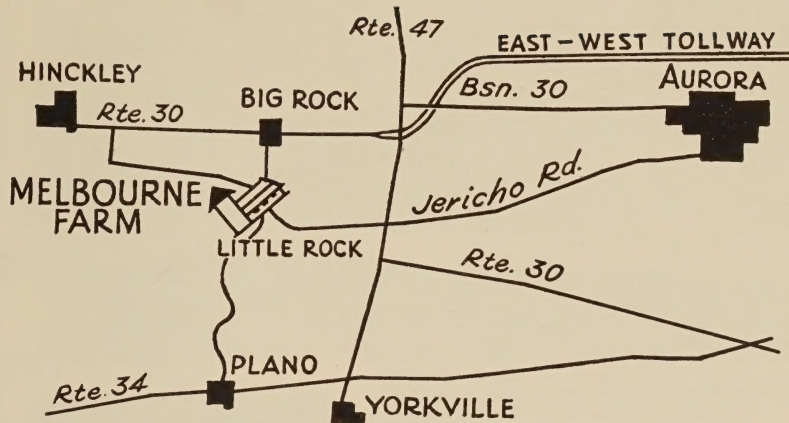 Rte. 47
EAST-WEST TOLLWAY
HINCKLEY
AURORA
Bsn. 30
BIG ROCK
Rte. 30
MELBOURNE
FARM
Jericho Rd.
LITTLE ROCK
Rte. 30
PLANO
Rte. 34
YORKVILLE